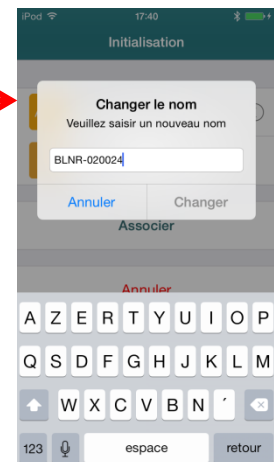 iPod 17:40
Initialisation
Changer le nom
Veuillez saisir un nouveau nom
BLNR-020024
Annuler Changer
Associer
Annuler
A Z E R T Y U I O P
Q S D F G H J K L M
W X C V B N ´
123 espace retour